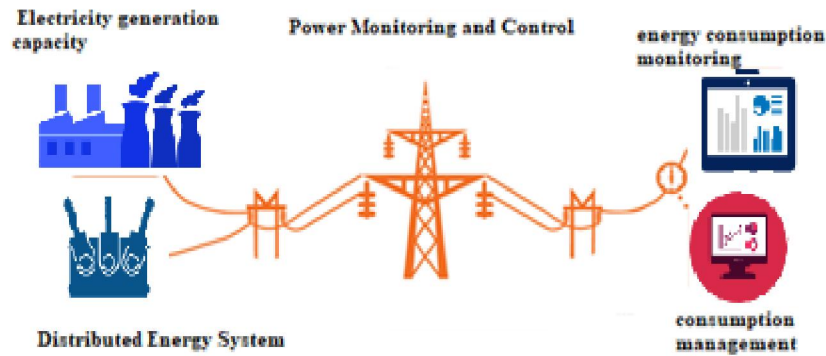 Electricity generation
capacity
Power Monitoring and Control
energy consumption
monitoring
Distributed Energy System
consumption
management